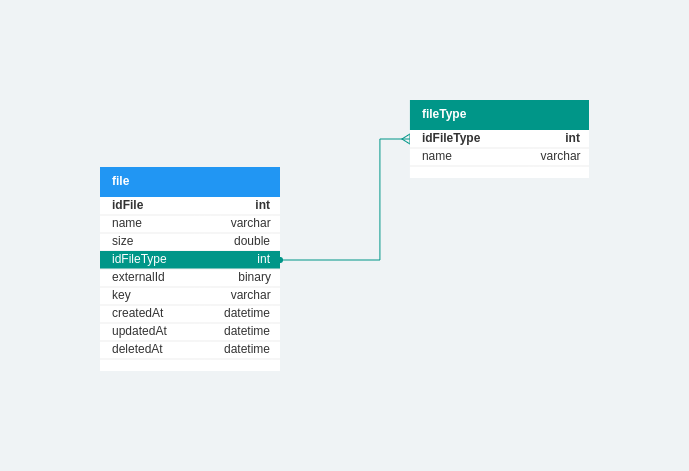 fileType
idFileType int
name varchar
file
idFile int
name varchar
size double
idFileType int
externalId binary
key varchar
createdAt datetime
updatedAt datetime
deletedAt datetime